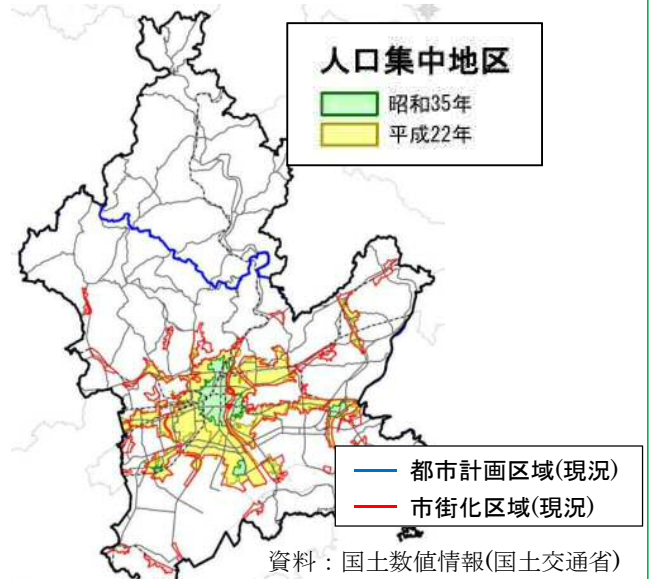 人口集中地区
昭和35年
平成22年
都市計画区域(現況)
市街化区域(現況)
資料：国土数値情報(国土交通省)